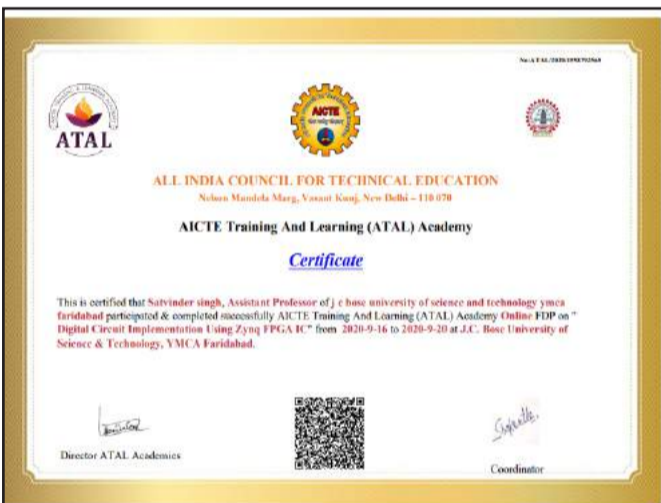 ATAL
AICTE
ALL INDIA COUNCIL FOR TECHNICAL EDUCATION
Nelson Mandela Marg, Vasant Kunj, New Delhi – 110 070
AICTE Training And Learning (ATAL) Academy
Certificate
This is certified that Satvinder singh, Assistant Professor of j c bose university of science and technology ymca
faridabad participated & completed successfully AICTE Training And Learning (ATAL) Academy Online FDP on "
Digital Circuit Implementation Using Zynq FPGA IC" from 2020-9-16 to 2020-9-20 at J.C. Bose University of
Science & Technology, YMCA Faridabad.
Director ATAL Academics
Coordinator